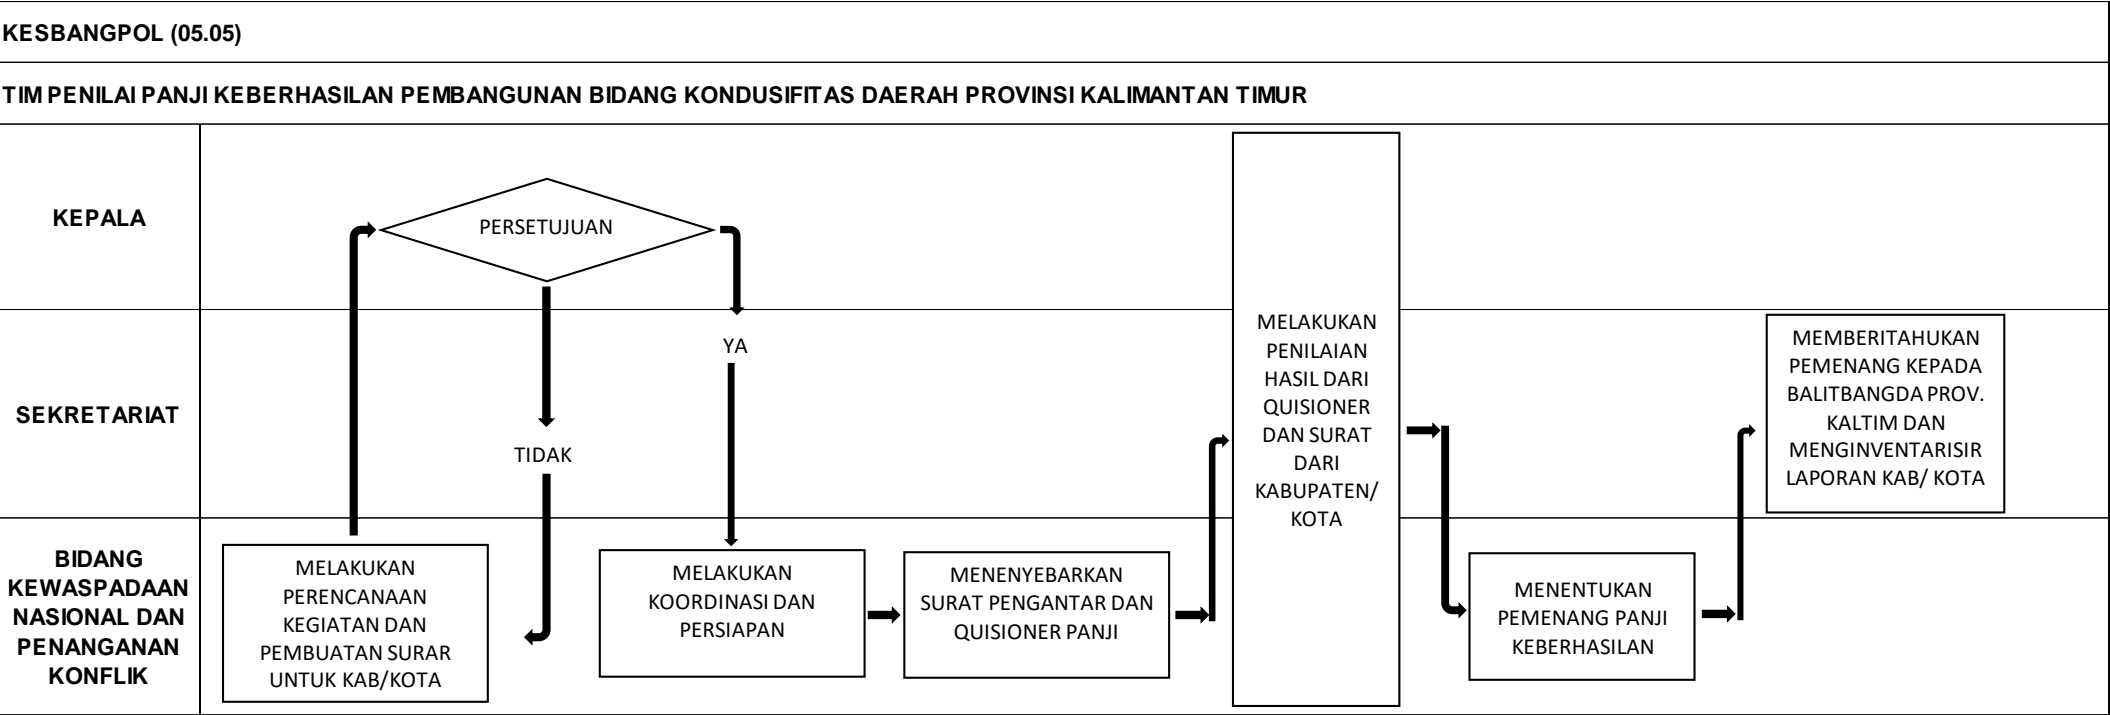 KESBANGPOL (05.05)
TIM PENILAI PANJI KEBERHASILAN PEMBANGUNAN BIDANG KONDUSIFITAS DAERAH PROVINSI KALIMANTAN TIMUR
KEPALA
PERSETUJUAN
SEKRETARIAT
YA
TIDAK
MELAKUKAN
PENILAIAN
HASIL DARI
QUISIONER
DAN SURAT
DARI
KABUPATEN/
KOTA
MEMBERITAHUKAN
PEMENANG KEPADA
BALITBANGDA PROV.
KALTIM DAN
MENGINVENTARISIR
LAPORAN KAB/ KOTA
BIDANG
KEWASPADAAN
NASIONAL DAN
PENANGANAN
KONFLIK
MELAKUKAN
PERENCANAAN
KEGIATAN DAN
PEMBUATAN SURAR
UNTUK KAB/KOTA
MELAKUKAN
KOORDINASI DAN
PERSIAPAN
MENENYEBARKAN
SURAT PENGANTAR DAN
QUISIONER PANJI
MENENTUKAN
PEMENANG PANJI
KEBERHASILAN